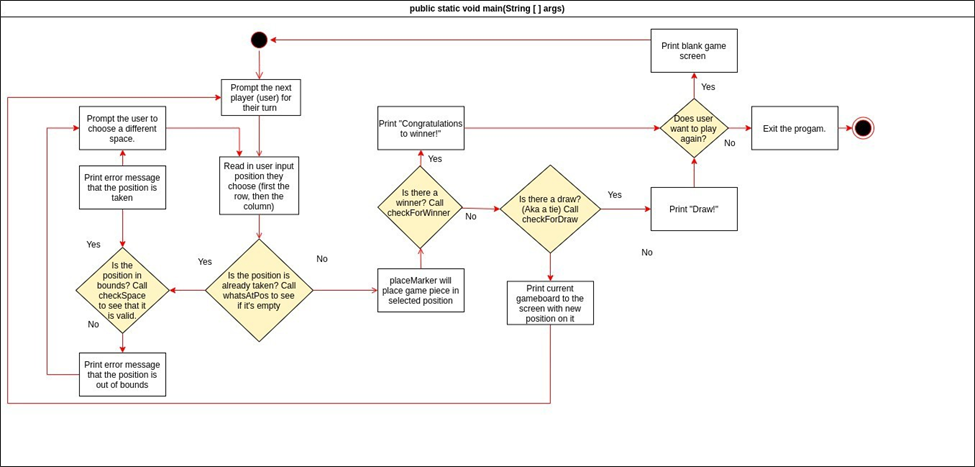 public static void main(String [ ] args)
Print blank game
screen
Prompt the next
player (user) for
their turn
Yes
Prompt the user to
choose a different
space.
Print "Congratulations
to winner!"
Does user
want to play
again?
Exit the progam.
No
Yes
Read in user input
position they
choose (first the
row, then the
column)
Print error message
that the position is
taken
Is there a
winner? Call
checkForWinner
No
Is there a draw?
(Aka a tie) Call
checkForDraw
Yes
Print "Draw!"
No
Yes
Is the
position in
bounds? Call
checkSpace
to see that it
is valid.
Yes
Is the position is
already taken? Call
whatsAtPos to see
if it's empty
No
placeMarker will
place game piece in
selected position
Print current
gameboard to the
screen with new
position on it
No
Print error message
that the position is
out of bounds